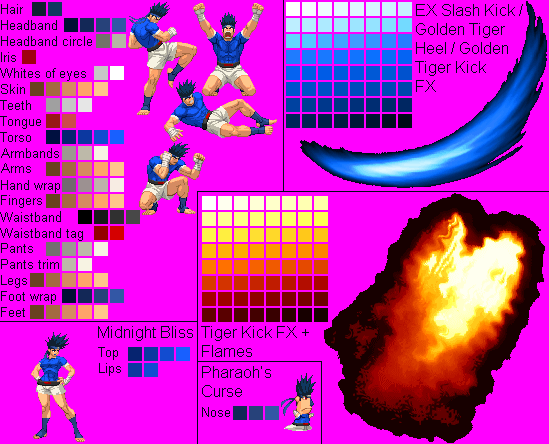 Hair
Headband
Headband circle
Iris
Whites of eyes
Skin
Teeth
Tongue
Torso
Armbands
Arms
Hand wrap
Fingers
Waistband
Waistband tag
Pants
Pants trim
Legs
Foot wrap
Feet
EX Slash Kick /
Golden Tiger
Heel / Golden
Tiger Kick
FX
Midnight Bliss
Top
Lips
Tiger Kick FX +
Flames
Pharaoh's
Curse
Nose